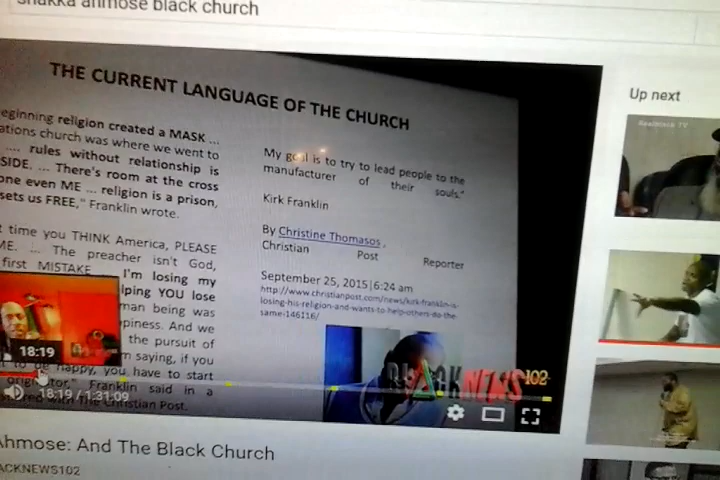 ahmose black church
THE CURRENT LANGUAGE OF THE CHURCH
eginning religion created a MASK ...
ations church was where we went to
.... rules without relationship is
SIDE. ... There's room at the cross
one even ME ... religion is a prison,
sets us FREE," Franklin wrote.
t time you THINK America, PLEASE
ME. ... The preacher isn't God,
first MISTAKE I'm losing my
lping YOU lose
man being was
piness. And we
the pursuit of
m saying, if you
be happy, you have to start
Franklin said in a
with The Christian Post.
My goal is to try to lead people to the
manufacturer of their souls."
Kirk Franklin
By Christine Thomasos,
Christian Post Reporter
September 25, 2015|6:24 am
http://www.christianpost.com/news/kirk-franklin-is-
losing-his-religion-and-wants-to-help-others-do-the-
same-146116/
BLACKNEWS102
18:19
18:19 / 1:31:09
Ahmose: And The Black Church
ACKNEWS102
Up next